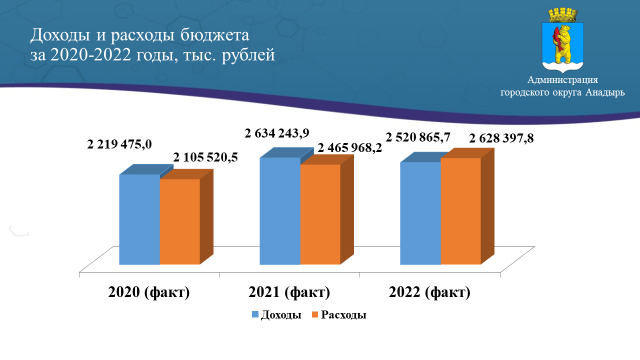 Доходы и расходы бюджета
за 2020-2022 годы, тыс. рублей
Администрация
городского округа Анадырь
2 219 475,0
2 105 520,5
2 634 243,9
2 465 968,2
2 520 865,7
2 628 397,8
2020 (факт)
2021 (факт)
2022 (факт)
Доходы
Расходы